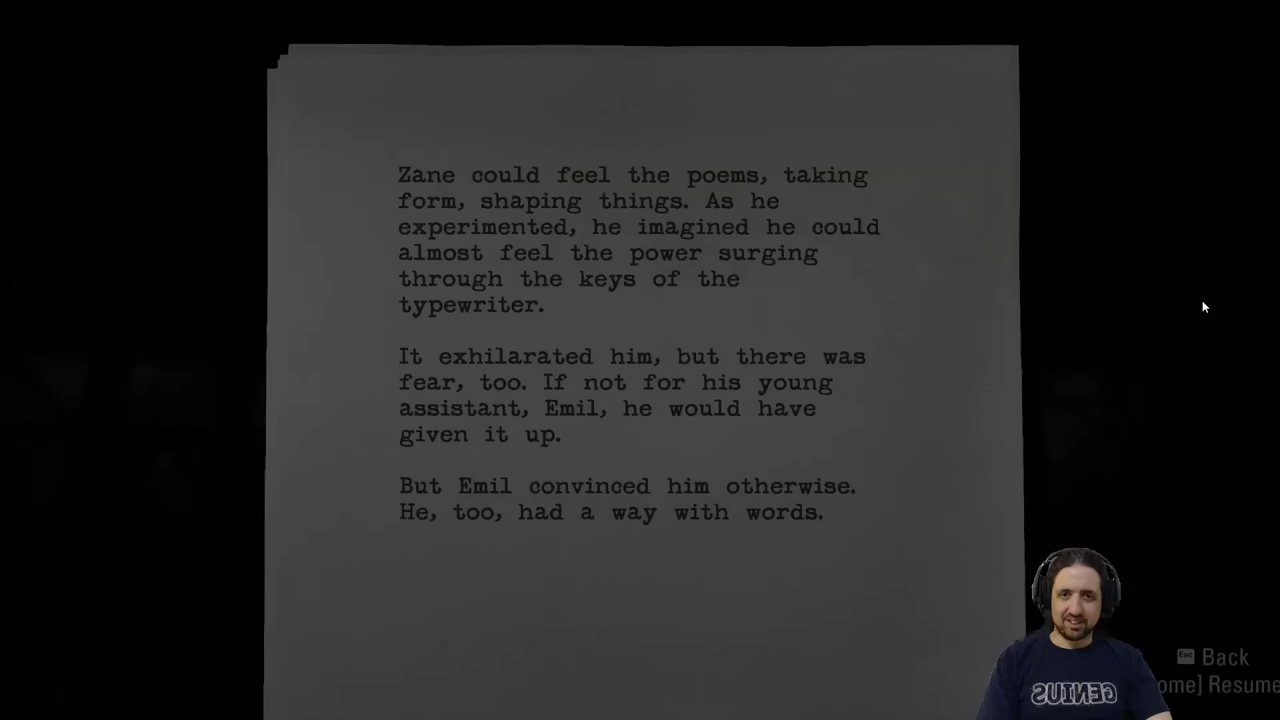 Zane could feel the poems, taking
form, shaping things. As he
experimented, he imagined he could
almost feel the power surging
through the keys of the
typewriter.
It exhilarated him, but there was
fear, too. If not for his young
assistant, Emil, he would have
given it up.
But Emil convinced him otherwise.
He, too, had a way with words.
GENIUS
Esc Back
ome] Resume